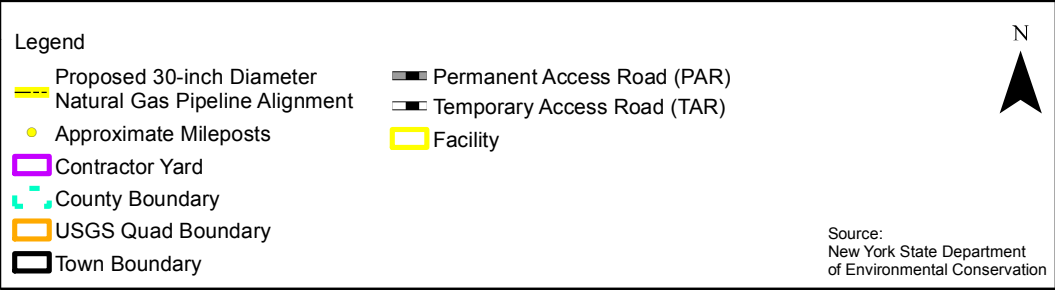 Legend
Proposed 30-inch Diameter
Natural Gas Pipeline Alignment
Approximate Mileposts
Contractor Yard
County Boundary
USGS Quad Boundary
Town Boundary
Permanent Access Road (PAR)
Temporary Access Road (TAR)
Facility
N
Source:
New York State Department
of Environmental Conservation